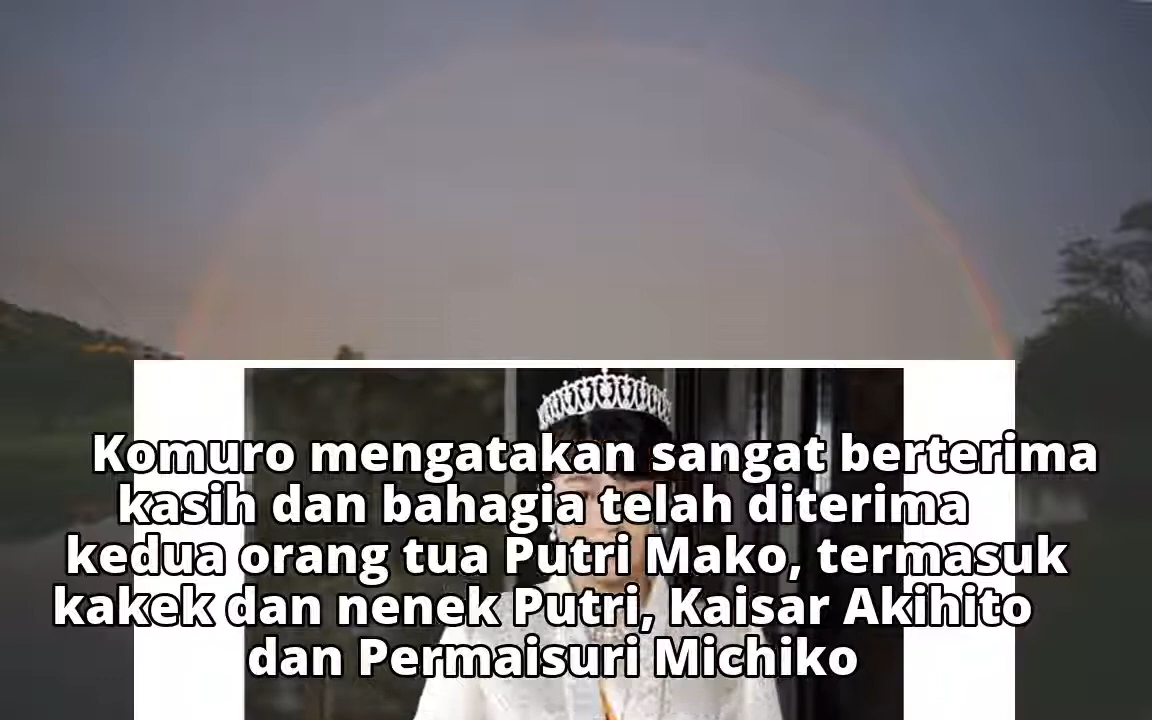 Komuro mengatakan sangat berterima
kasih dan bahagia telah diterima
kedua orang tua Putri Mako, termasuk
kakek dan nenek Putri, Kaisar Akihito
dan Permaisuri Michiko